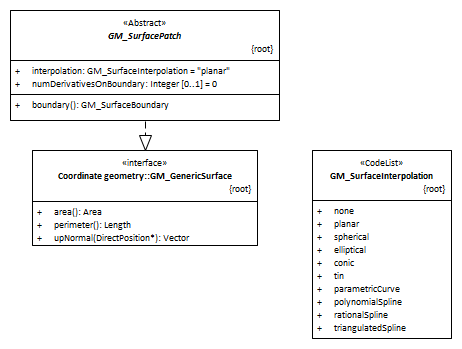 «Abstract»
GM_SurfacePatch
{root}
+ interpolation: GM_SurfaceInterpolation = "planar"
+ numDerivativesOnBoundary: Integer [0..1] = 0
+ boundary(): GM_SurfaceBoundary
«interface»
Coordinate geometry::GM_GenericSurface
{root}
+ area(): Area
+ perimeter(): Length
+ upNormal(DirectPosition*): Vector
«CodeList»
GM_SurfaceInterpolation
{root}
+ none
+ planar
+ spherical
+ elliptical
+ conic
+ tin
+ parametricCurve
+ polynomialSpline
+ rationalSpline
+ triangulatedSpline